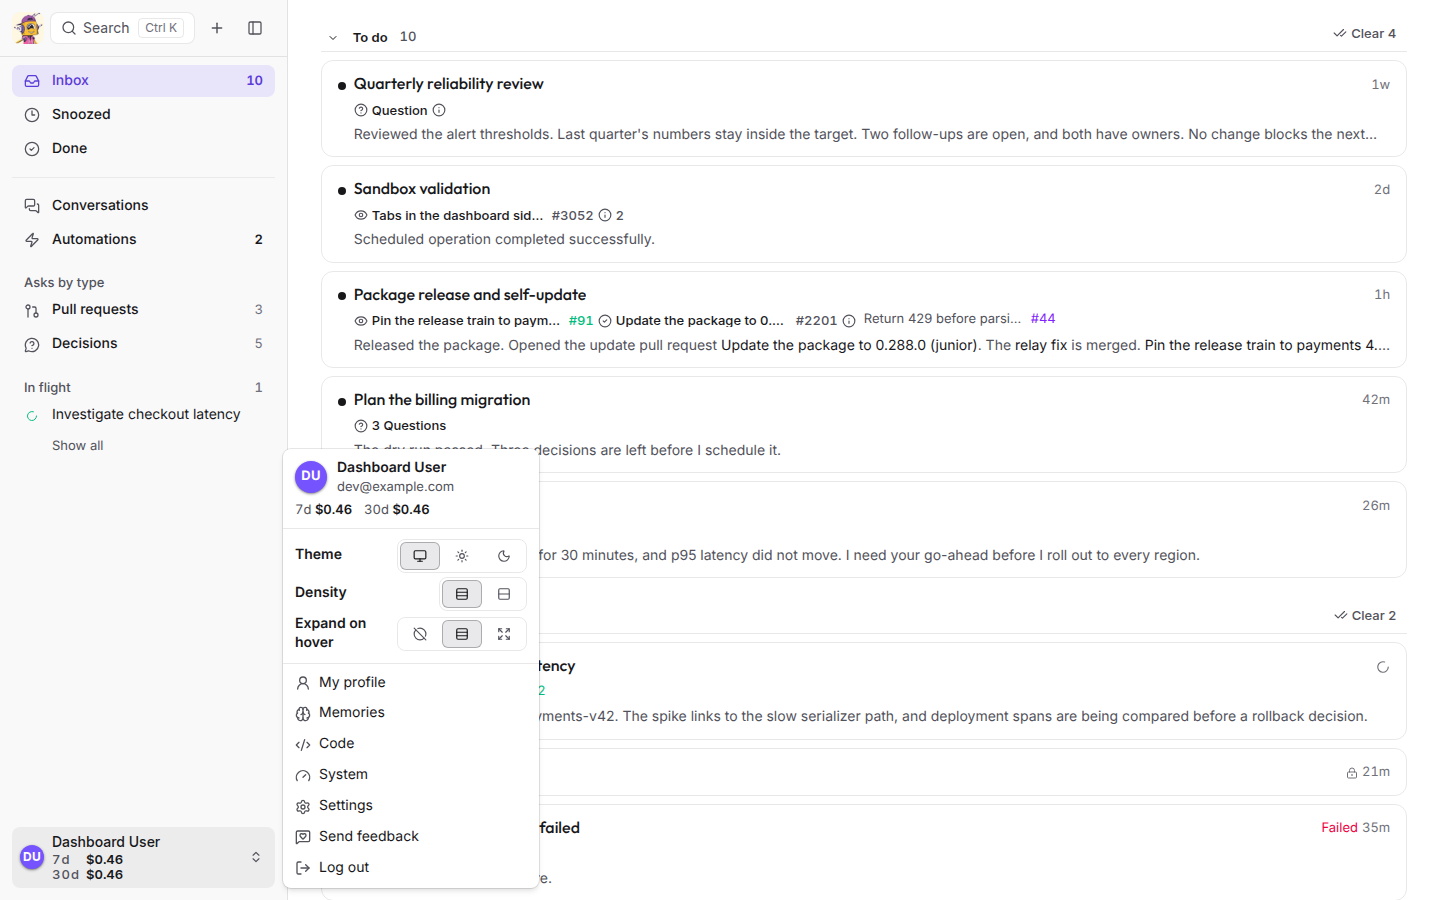 Search Ctrl K
Inbox 10
Snoozed
Done
Conversations
Automations 2
Asks by type
Pull requests 3
Decisions 5
In flight 1
Investigate checkout latency
Show all
DU Dashboard User
7d $0.46
30d $0.46
To do 10 Clear 4
Quarterly reliability review 1w
Question
Reviewed the alert thresholds. Last quarter's numbers stay inside the target. Two follow-ups are open, and both have owners. No change blocks the next...
Sandbox validation 2d
Tabs in the dashboard sid... #3052 2
Scheduled operation completed successfully.
Package release and self-update 1h
Pin the release train to paym... #91 Update the package to 0.... #2201 Return 429 before parsi... #44
Released the package. Opened the update pull request Update the package to 0.288.0 (junior). The relay fix is merged. Pin the release train to payments 4....
Plan the billing migration 42m
3 Questions
The dry run passed. Three decisions are left before I schedule it.
26m
for 30 minutes, and p95 latency did not move. I need your go-ahead before I roll out to every region.
Clear 2
tency
2
yments-v42. The spike links to the slow serializer path, and deployment spans are being compared before a rollback decision.
21m
failed Failed 35m
e.
DU Dashboard User
dev@example.com
7d $0.46 30d $0.46
Theme
Density
Expand on
hover
My profile
Memories
Code
System
Settings
Send feedback
Log out